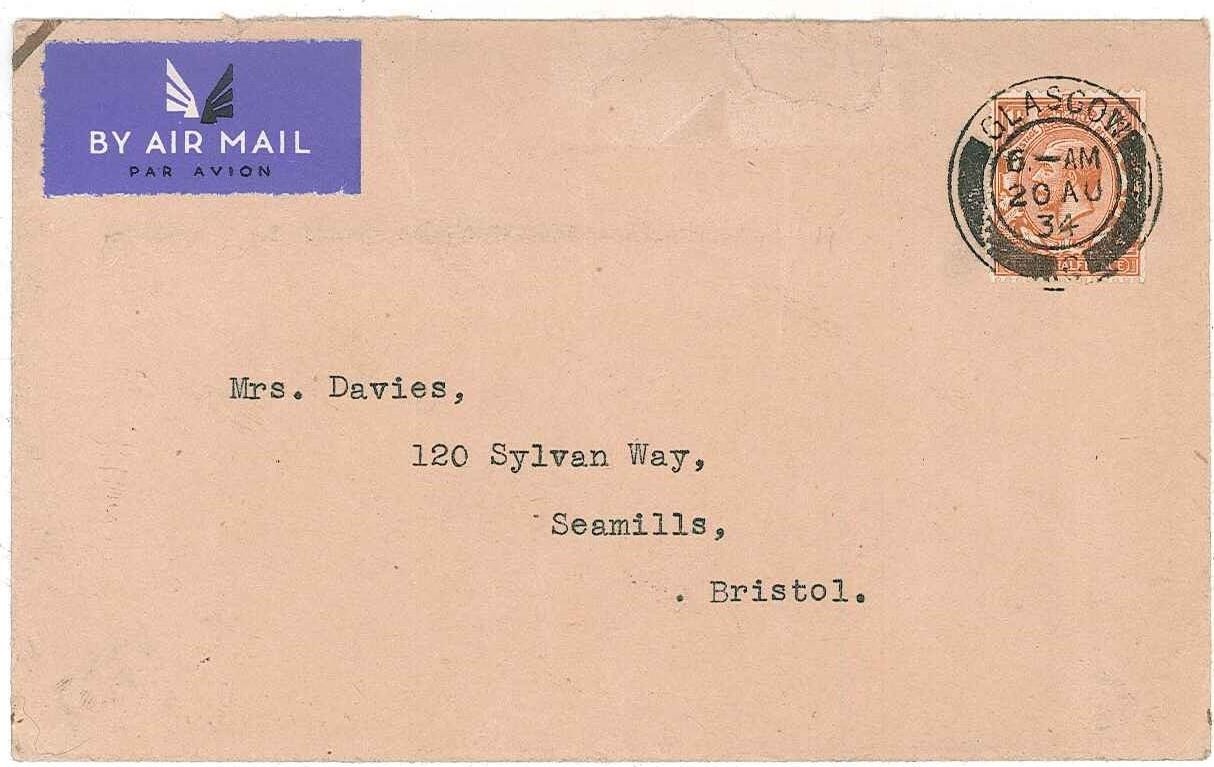 BY AIR MAIL
PAR AVION
GLASGOW
6 — AM
20 AU
34
Mrs. Davies,
120 Sylvan Way,
Seamills,
. Bristol.